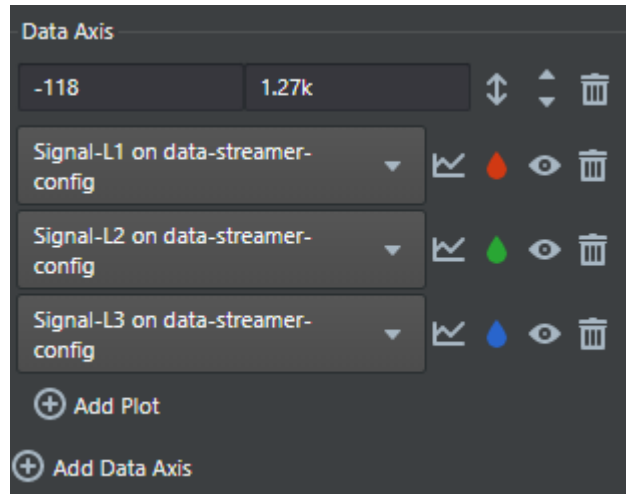 Data Axis
-118
1.27k
Signal-L1 on data-streamer-
config
Signal-L2 on data-streamer-
config
Signal-L3 on data-streamer-
config
Add Plot
Add Data Axis